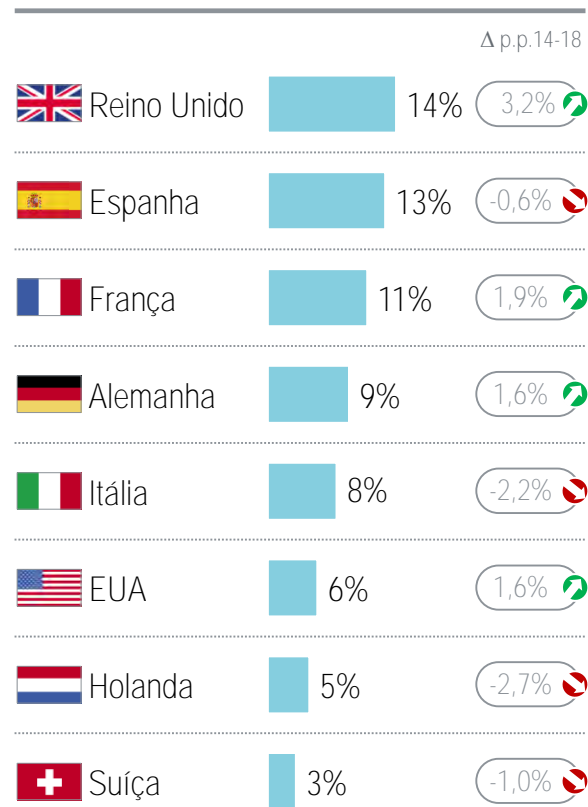 Δ p.p.14-18
Reino Unido 14% 3,2%
Espanha 13% -0,6%
França 11% 1,9%
Alemanha 9% 1,6%
Itália 8% -2,2%
EUA 6% 1,6%
Holanda 5% -2,7%
Suíça 3% -1,0%